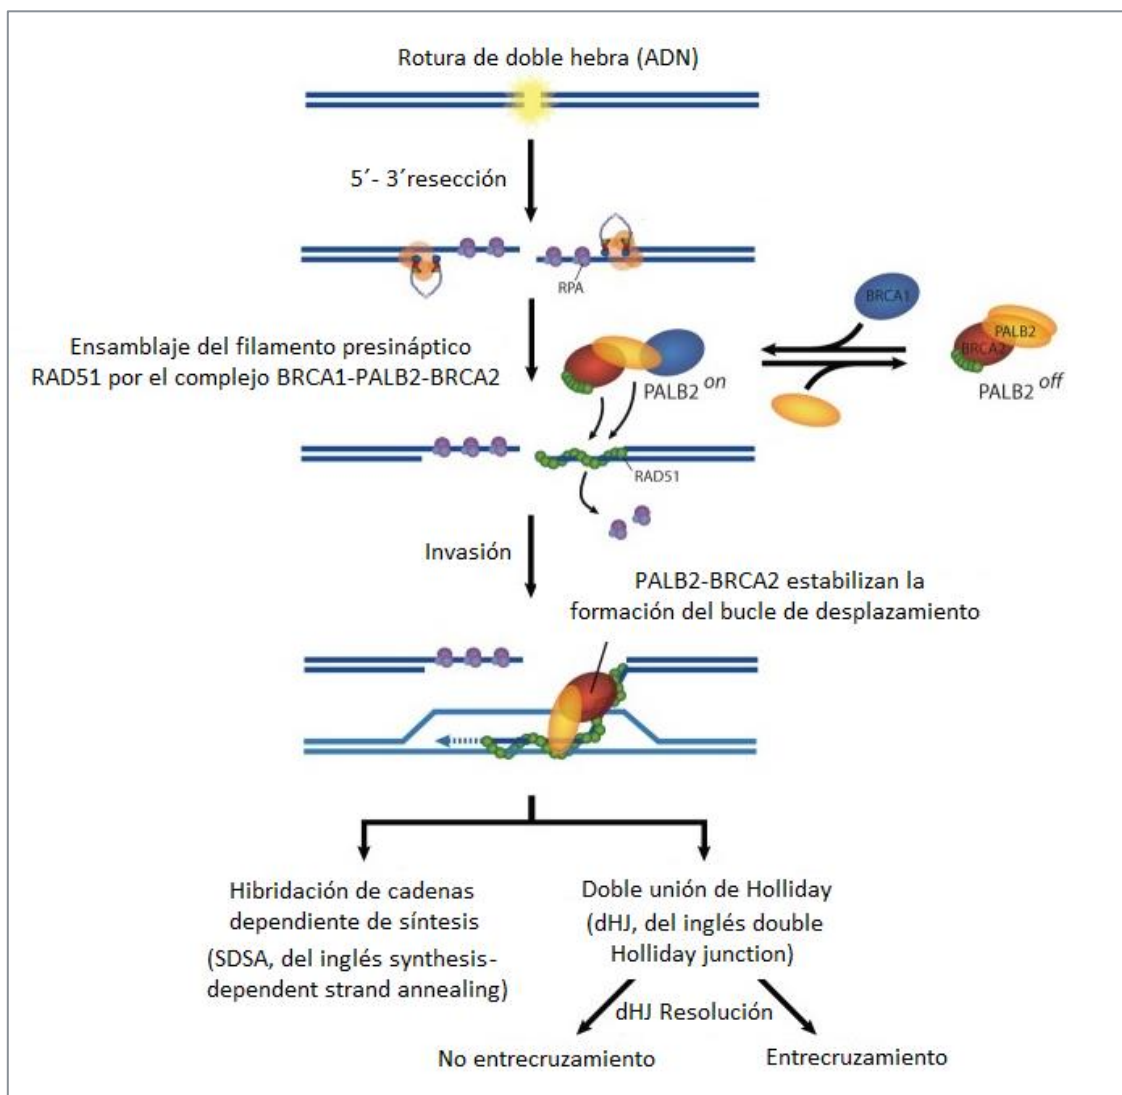 Rotura de doble hebra (ADN)
5´- 3´resección
RPA
BRCA1
PALB2
BRCA2
Ensamblaje del filamento presináptico
RAD51 por el complejo BRCA1-PALB2-BRCA2
PALB2 on
PALB2 off
RAD51
Invasión
PALB2-BRCA2 estabilizan la
formación del bucle de desplazamiento
Hibridación de cadenas
dependiente de síntesis
(SDSA, del inglés synthesis-
dependent strand annealing)
Doble unión de Holliday
(dHJ, del inglés double
Holliday junction)
dHJ Resolución
No entrecruzamiento
Entrecruzamiento